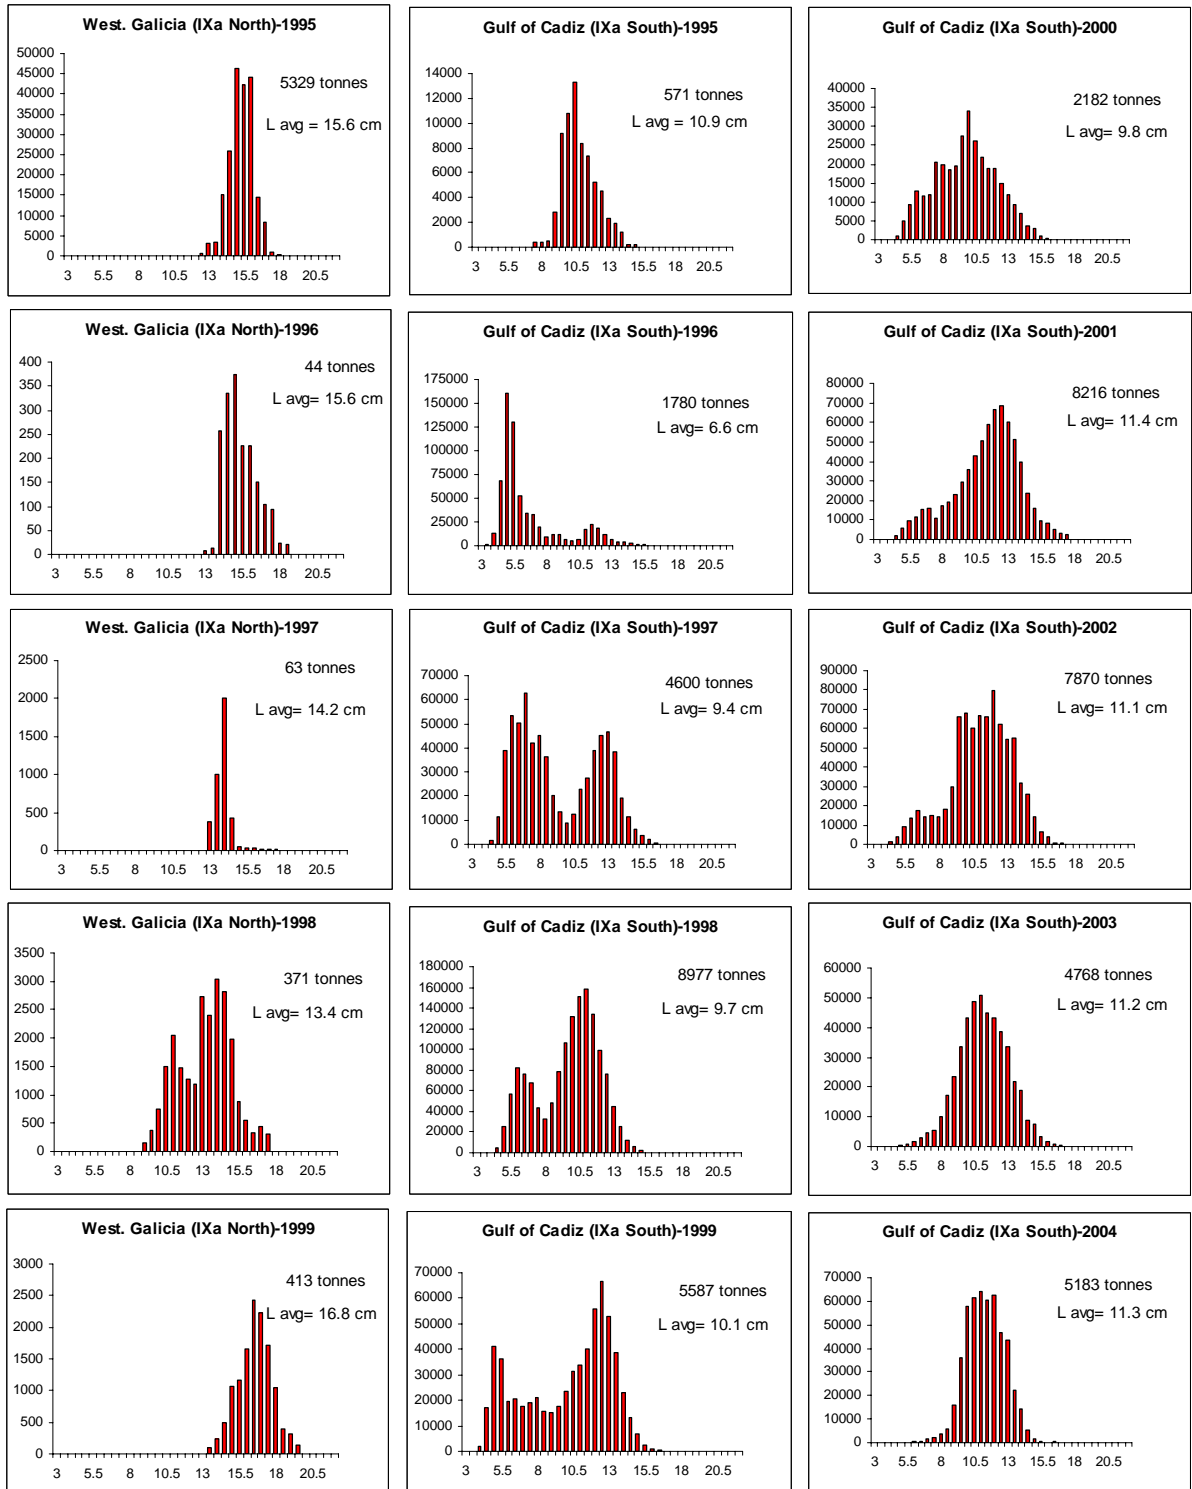 West. Galicia (IXa North)-1995
50000
45000
40000
35000
30000
25000
20000
15000
10000
5000
0
5329 tonnes
L avg = 15.6 cm
3 5.5 8 10.5 13 15.5 18 20.5
Gulf of Cadiz (IXa South)-1995
14000
12000
10000
8000
6000
4000
2000
0
571 tonnes
L avg = 10.9 cm
3 5.5 8 10.5 13 15.5 18 20.5
Gulf of Cadiz (IXa South)-2000
40000
35000
30000
25000
20000
15000
10000
5000
0
2182 tonnes
L avg= 9.8 cm
3 5.5 8 10.5 13 15.5 18 20.5
West. Galicia (IXa North)-1996
400
350
300
250
200
150
100
50
0
44 tonnes
L avg= 15.6 cm
3 5.5 8 10.5 13 15.5 18 20.5
Gulf of Cadiz (IXa South)-1996
175000
150000
125000
100000
75000
50000
25000
0
1780 tonnes
L avg= 6.6 cm
3 5.5 8 10.5 13 15.5 18 20.5
Gulf of Cadiz (IXa South)-2001
80000
70000
60000
50000
40000
30000
20000
10000
0
8216 tonnes
L avg= 11.4 cm
3 5.5 8 10.5 13 15.5 18 20.5
West. Galicia (IXa North)-1997
2500
2000
1500
1000
500
0
63 tonnes
L avg= 14.2 cm
3 5.5 8 10.5 13 15.5 18 20.5
Gulf of Cadiz (IXa South)-1997
70000
60000
50000
40000
30000
20000
10000
0
4600 tonnes
L avg= 9.4 cm
3 5.5 8 10.5 13 15.5 18 20.5
Gulf of Cadiz (IXa South)-2002
90000
80000
70000
60000
50000
40000
30000
20000
10000
0
7870 tonnes
L avg= 11.1 cm
3 5.5 8 10.5 13 15.5 18 20.5
West. Galicia (IXa North)-1998
3500
3000
2500
2000
1500
1000
500
0
371 tonnes
L avg= 13.4 cm
3 5.5 8 10.5 13 15.5 18 20.5
Gulf of Cadiz (IXa South)-1998
180000
160000
140000
120000
100000
80000
60000
40000
20000
0
8977 tonnes
L avg= 9.7 cm
3 5.5 8 10.5 13 15.5 18 20.5
Gulf of Cadiz (IXa South)-2003
60000
50000
40000
30000
20000
10000
0
4768 tonnes
L avg= 11.2 cm
3 5.5 8 10.5 13 15.5 18 20.5
West. Galicia (IXa North)-1999
3000
2500
2000
1500
1000
500
0
413 tonnes
L avg= 16.8 cm
3 5.5 8 10.5 13 15.5 18 20.5
Gulf of Cadiz (IXa South)-1999
70000
60000
50000
40000
30000
20000
10000
0
5587 tonnes
L avg= 10.1 cm
3 5.5 8 10.5 13 15.5 18 20.5
Gulf of Cadiz (IXa South)-2004
70000
60000
50000
40000
30000
20000
10000
0
5183 tonnes
L avg= 11.3 cm
3 5.5 8 10.5 13 15.5 18 20.5